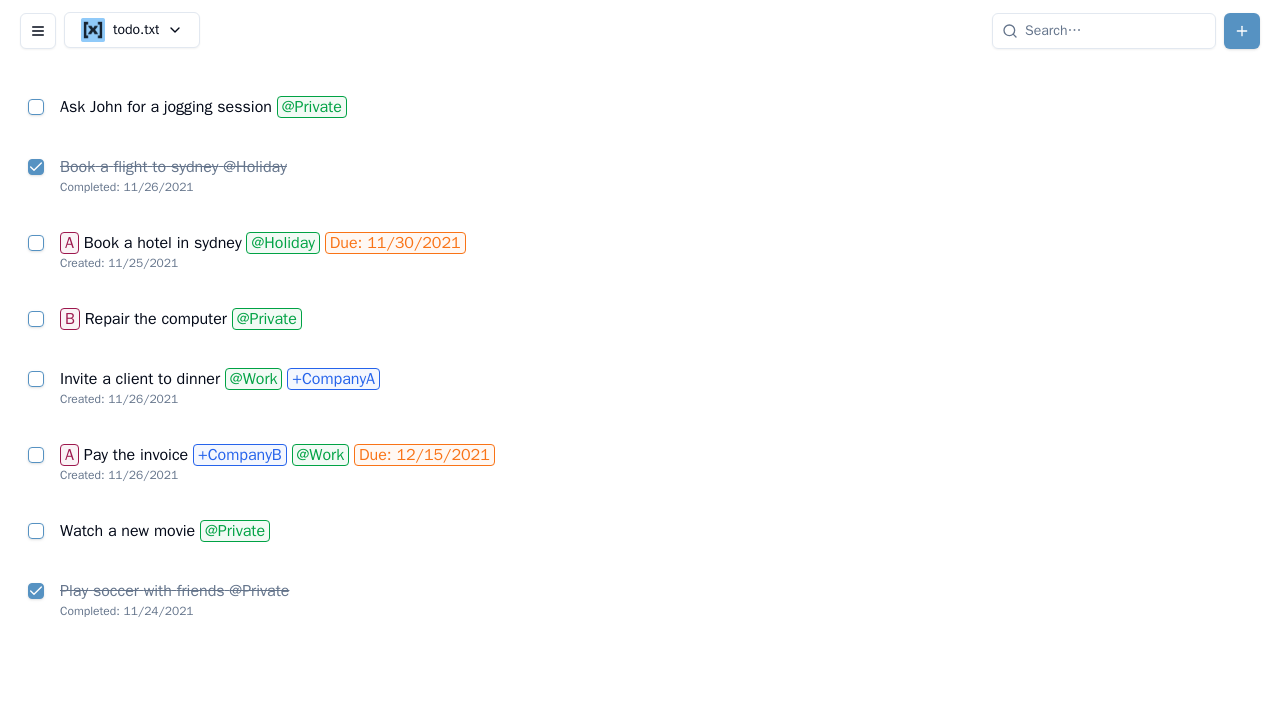 [x] todo.txt
Search…
Ask John for a jogging session @Private
Book a flight to sydney @Holiday
Completed: 11/26/2021
A Book a hotel in sydney @Holiday Due: 11/30/2021
Created: 11/25/2021
B Repair the computer @Private
Invite a client to dinner @Work +CompanyA
Created: 11/26/2021
A Pay the invoice +CompanyB @Work Due: 12/15/2021
Created: 11/26/2021
Watch a new movie @Private
Play soccer with friends @Private
Completed: 11/24/2021